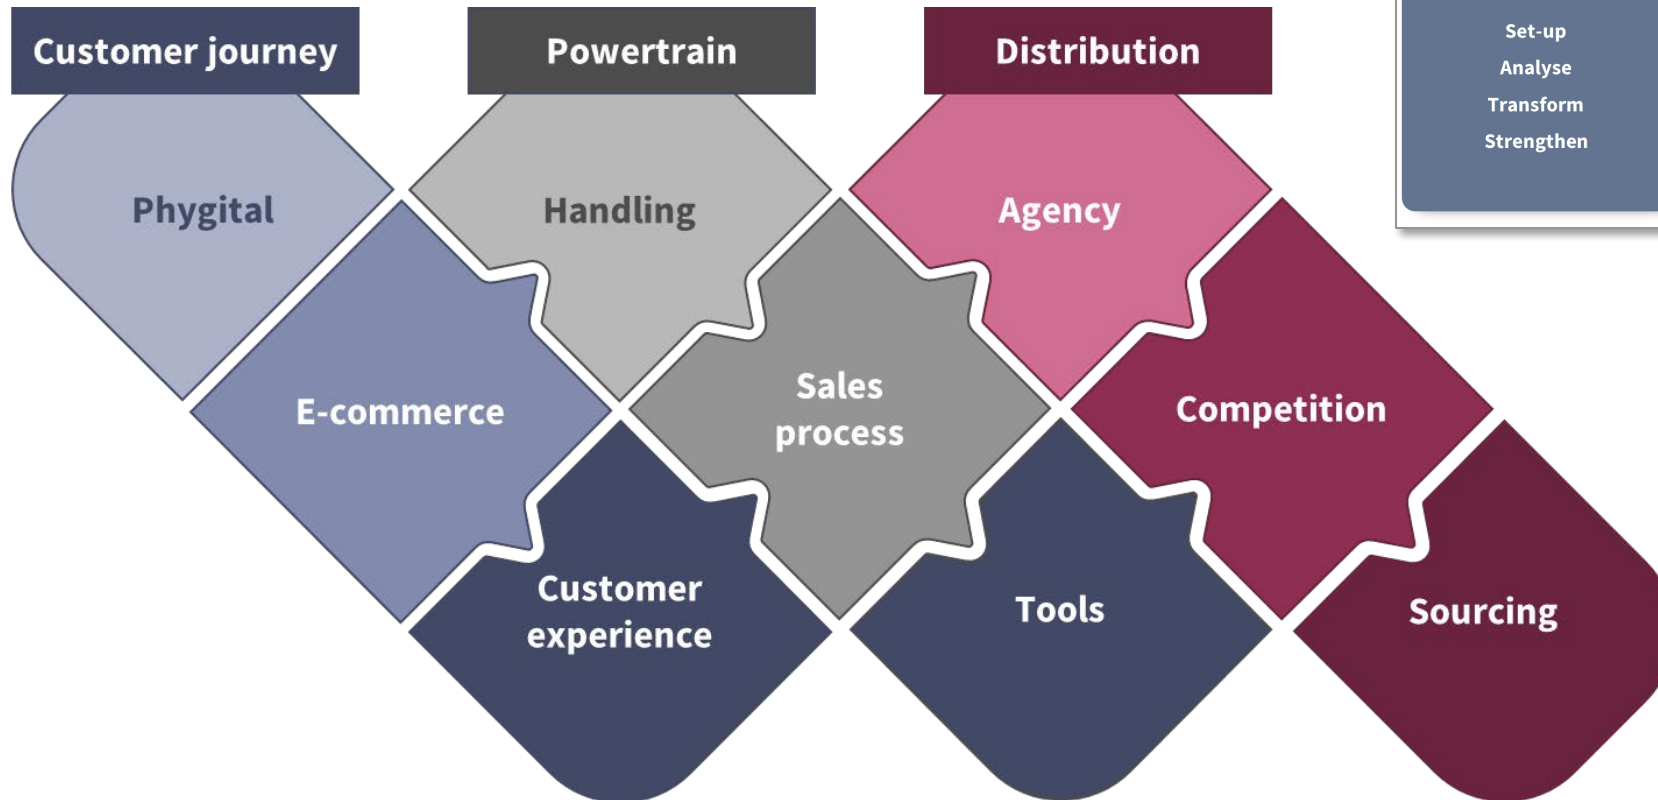 Customer journey
Powertrain
Distribution
Set-up
Analyse
Transform
Strengthen
Phygital
Handling
Agency
E-commerce
Sales
process
Competition
Customer
experience
Tools
Sourcing